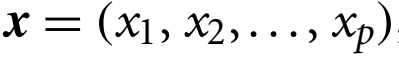 x = (x1, x2,..., xp),